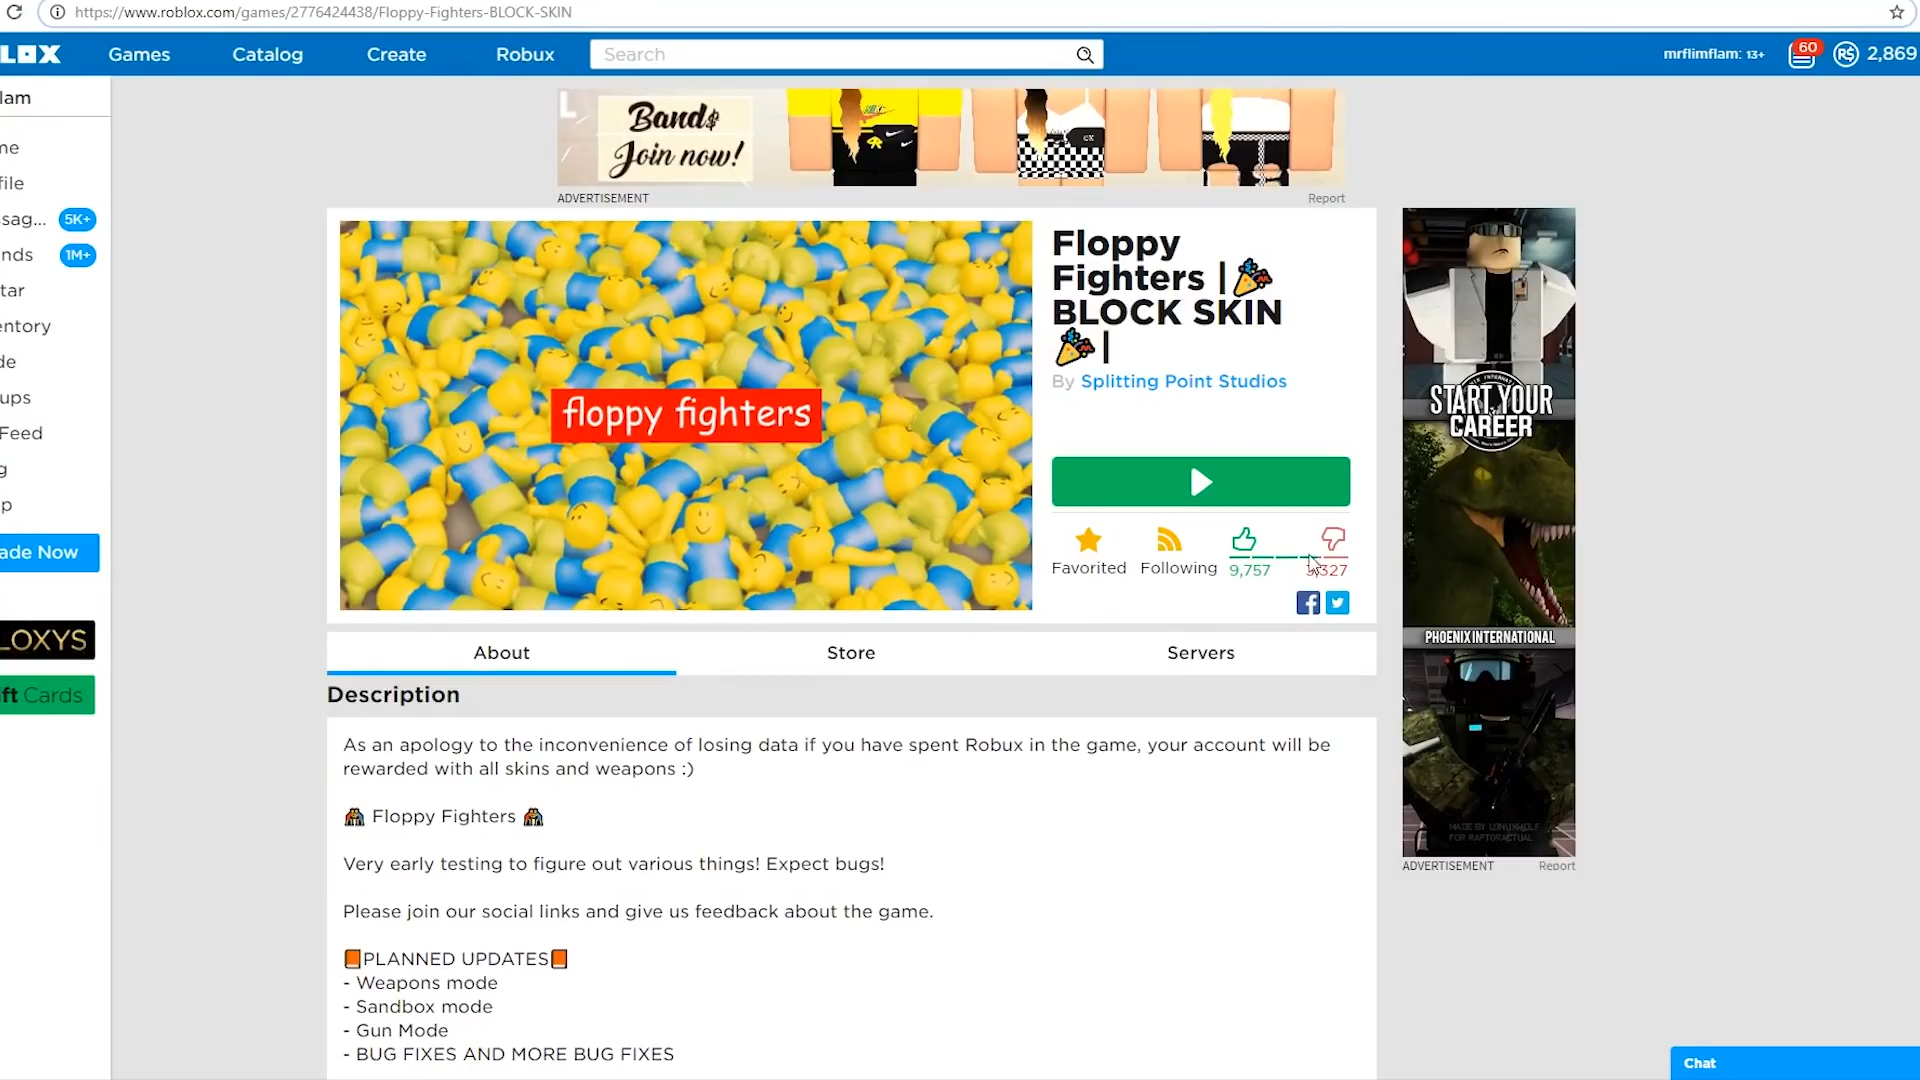 https://www.roblox.com/games/2776424438/Floppy-Fighters-BLOCK-SKIN
LOX
Games
Catalog
Create
Robux
Search
mrflimflam: 13+
60
R$
2,869
lam
me
file
ssag... 5K+
nds 1M+
tar
entory
de
ups
Feed
g
p
ade Now
LOXYS
ft Cards
Band$
Join now!
CK
ADVERTISEMENT
Report
floppy fighters
Floppy
Fighters |
BLOCK SKIN
|
By Splitting Point Studios
Favorited
Following
9,757
START YOUR
CAREER
PHOENIX INTERNATIONAL
ADVERTISEMENT
Report
About
Store
Servers
Description
As an apology to the inconvenience of losing data if you have spent Robux in the game, your account will be
rewarded with all skins and weapons :)
Floppy Fighters
Very early testing to figure out various things! Expect bugs!
Please join our social links and give us feedback about the game.
PLANNED UPDATES
- Weapons mode
- Sandbox mode
- Gun Mode
- BUG FIXES AND MORE BUG FIXES
Chat